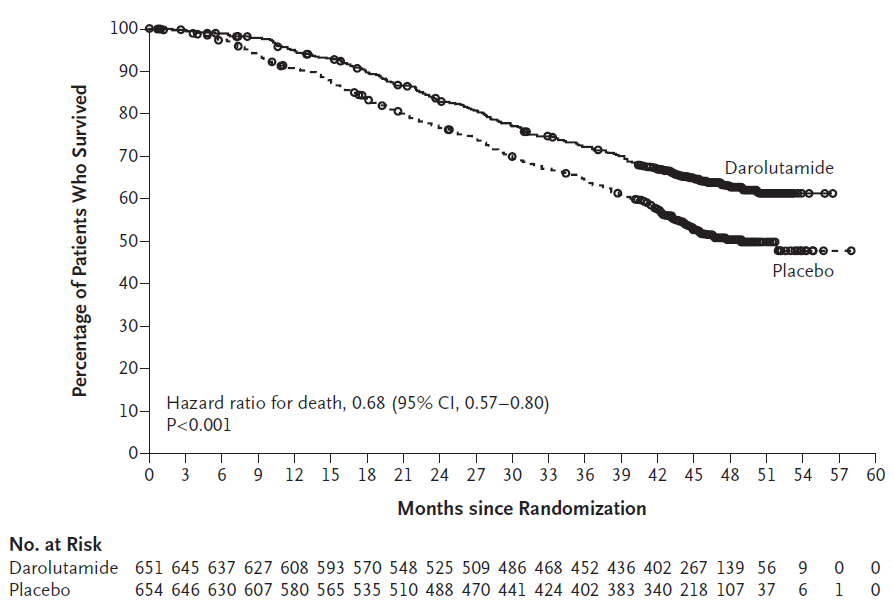 100
90
80
70
60
50
40
30
20
10
0
Percentage of Patients Who Survived
Darolutamide
Placebo
Hazard ratio for death, 0.68 (95% CI, 0.57–0.80)
P<0.001
0 3 6 9 12 15 18 21 24 27 30 33 36 39 42 45 48 51 54 57 60
Months since Randomization
No. at Risk
Darolutamide 651 645 637 627 608 593 570 548 525 509 486 468 452 436 402 267 139 56 9 0 0
Placebo 654 646 630 607 580 565 535 510 488 470 441 424 402 383 340 218 107 37 6 1 0